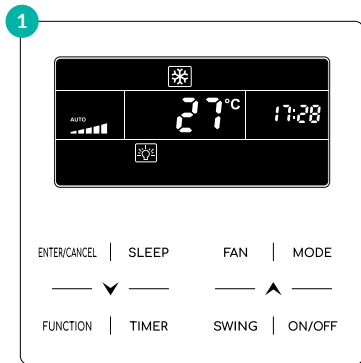 1
AUTO
27°C
17:28
ENTER/CANCEL SLEEP FAN MODE
FUNCTION TIMER SWING ON/OFF